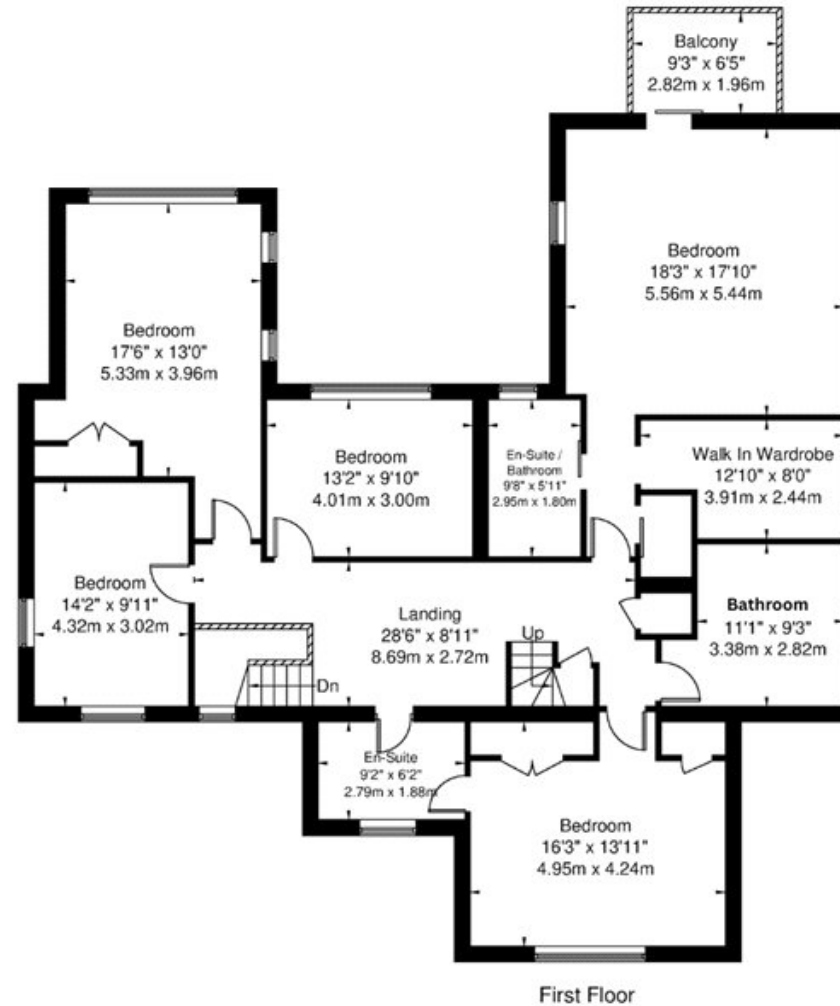 Balcony
9'3" x 6'5"
2.82m x 1.96m
Bedroom
18'3" x 17'10"
5.56m x 5.44m
Bedroom
17'6" x 13'0"
5.33m x 3.96m
Bedroom
13'2" x 9'10"
4.01m x 3.00m
En-Suite /
Bathroom
9'8" x 5'11"
2.95m x 1.80m
Walk In Wardrobe
12'10" x 8'0"
3.91m x 2.44m
Bedroom
14'2" x 9'11"
4.32m x 3.02m
Landing
28'6" x 8'11"
8.69m x 2.72m
Up
Dn
Bathroom
11'1" x 9'3"
3.38m x 2.82m
En-Suite
9'2" x 6'2"
2.79m x 1.88m
Bedroom
16'3" x 13'11"
4.95m x 4.24m
First Floor